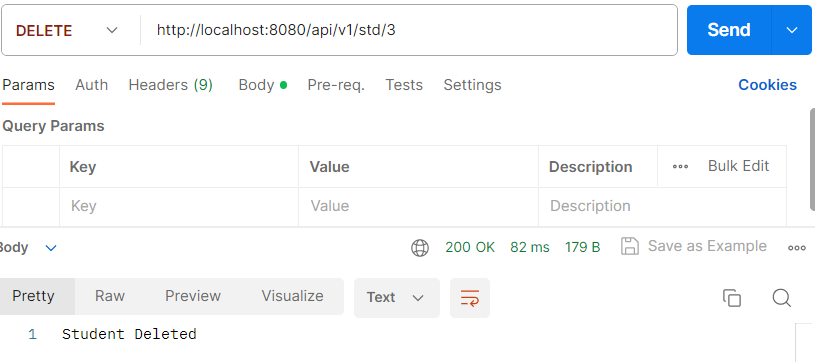 DELETE http://localhost:8080/api/v1/std/3 Send
Params Auth Headers (9) Body Pre-req. Tests Settings Cookies
Query Params
Key Value Description Bulk Edit
Key Value Description
Body 200 OK 82 ms 179 B Save as Example
Pretty Raw Preview Visualize Text
1 Student Deleted